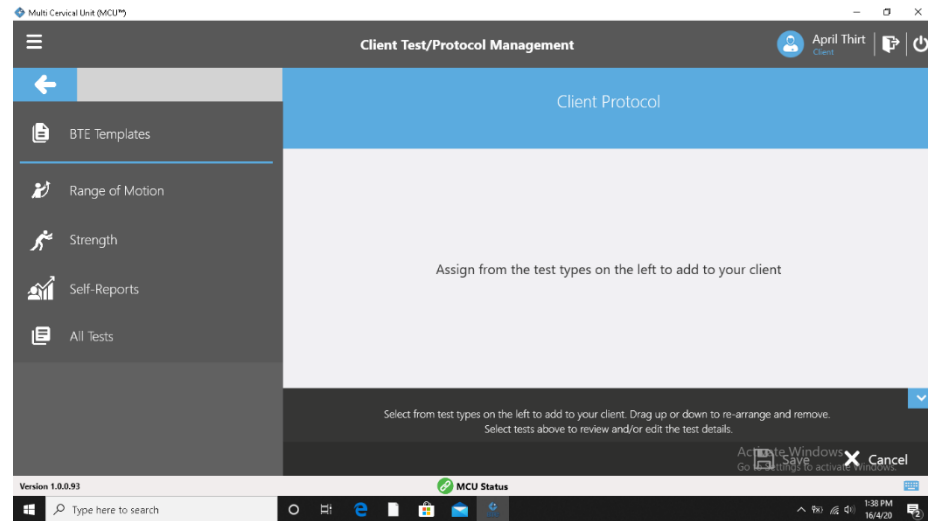 Multi Cervical Unit (MCU™)
Client Test/Protocol Management
April Thirt
Client
Client Protocol
BTE Templates
Range of Motion
Strength
Self-Reports
All Tests
Assign from the test types on the left to add to your client
Select from test types on the left to add to your client. Drag up or down to re-arrange and remove.
Select tests above to review and/or edit the test details.
Activate Windows
Go to Settings to activate Windows.
Save
Cancel
Version 1.0.0.93
MCU Status
Type here to search
1:38 PM
16/4/20
2